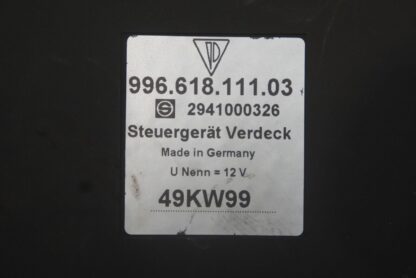 996.618.111.03
2941000326
Steuergerät Verdeck
Made in Germany
U Nenn = 12 V
49KW99